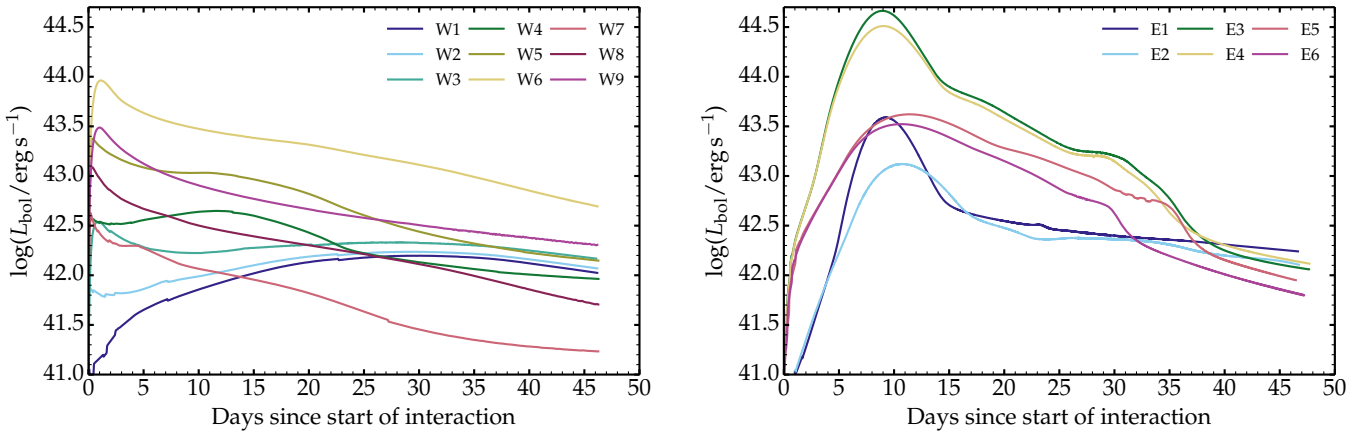 44.5
44.0
43.5
43.0
42.5
42.0
41.5
41.0
log(L_bol/erg s⁻¹)
W1 W4 W7
W2 W5 W8
W3 W6 W9
0 5 10 15 20 25 30 35 40 45 50
Days since start of interaction
44.5
44.0
43.5
43.0
42.5
42.0
41.5
41.0
log(L_bol/erg s⁻¹)
E1 E3 E5
E2 E4 E6
0 5 10 15 20 25 30 35 40 45 50
Days since start of interaction